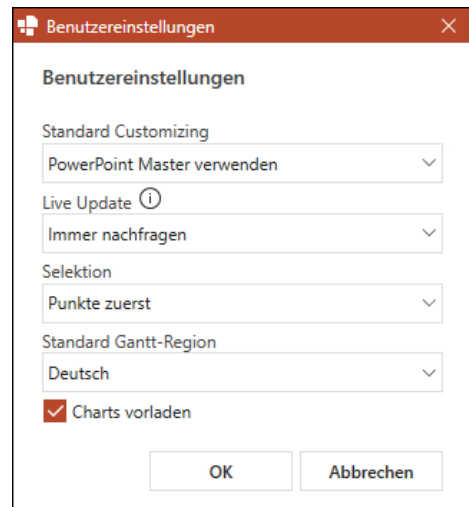 Benutzereinstellungen
Benutzereinstellungen
Standard Customizing
PowerPoint Master verwenden
Live Update
Immer nachfragen
Selektion
Punkte zuerst
Standard Gantt-Region
Deutsch
Charts vorladen
OK Abbrechen